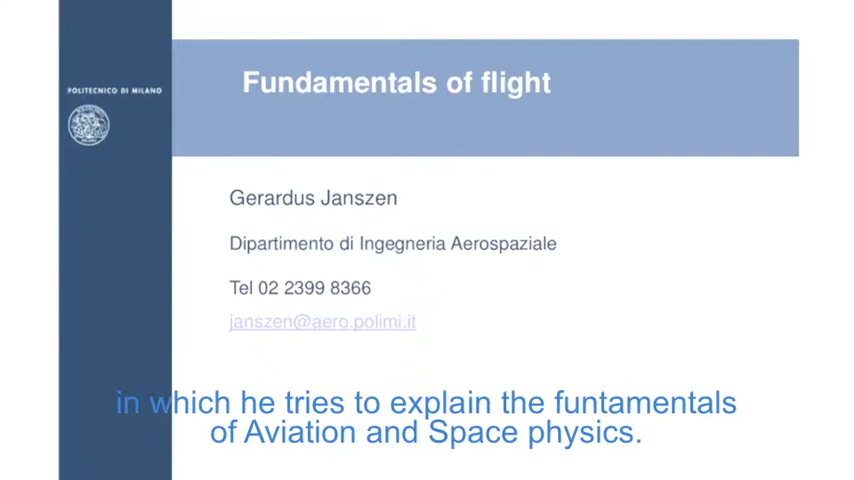 POLITECNICO DI MILANO
Fundamentals of flight
Gerardus Janszen
Dipartimento di Ingegneria Aerospaziale
Tel 02 2399 8366
janszen@aero.polimi.it
in which he tries to explain the funtamentals
of Aviation and Space physics.